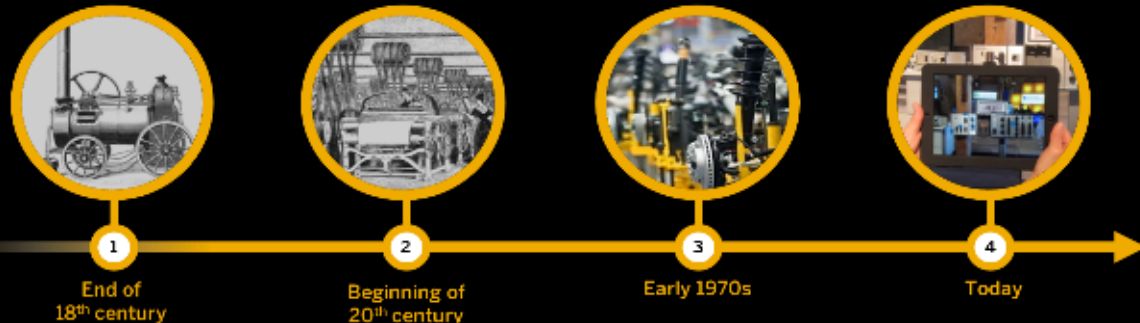 1
2
3
4
End of
18th century
Beginning of
20th century
Early 1970s
Today